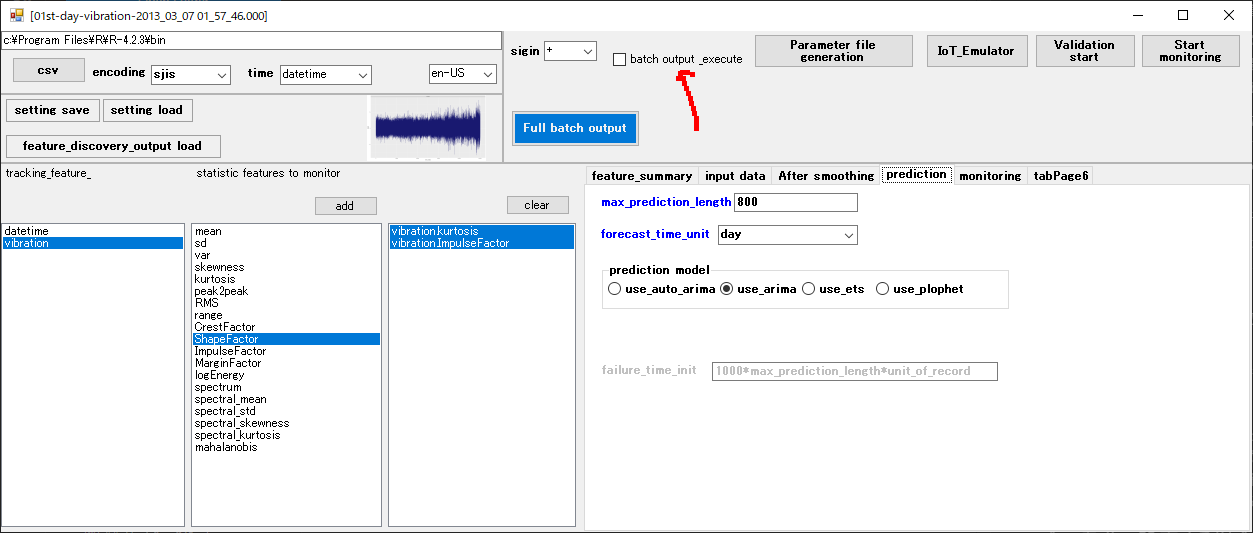 [01st-day-vibration-2013_03_07 01_57_46.000]
c:¥Program Files¥R¥R-4.2.3¥bin
csv
encoding
sjis
time
datetime
en-US
sigin
+
batch output _execute
Parameter file
generation
IoT_Emulator
Validation
start
Start
monitoring
setting save
setting load
feature_discovery_output load
Full batch output
tracking_feature_
statistic features to monitor
add
clear
datetime
vibration
mean
sd
var
skewness
kurtosis
peak2peak
RMS
range
CrestFactor
ShapeFactor
ImpulseFactor
MarginFactor
logEnergy
spectrum
spectral_mean
spectral_std
spectral_skewness
spectral_kurtosis
mahalanobis
vibration.kurtosis
vibration.ImpulseFactor
feature_summary
input data
After smoothing
prediction
monitoring
tabPage6
max_prediction_length
800
forecast_time_unit
day
prediction model
use_auto_arima
use_arima
use_ets
use_plophet
failure_time_init
1000*max_prediction_length*unit_of_record